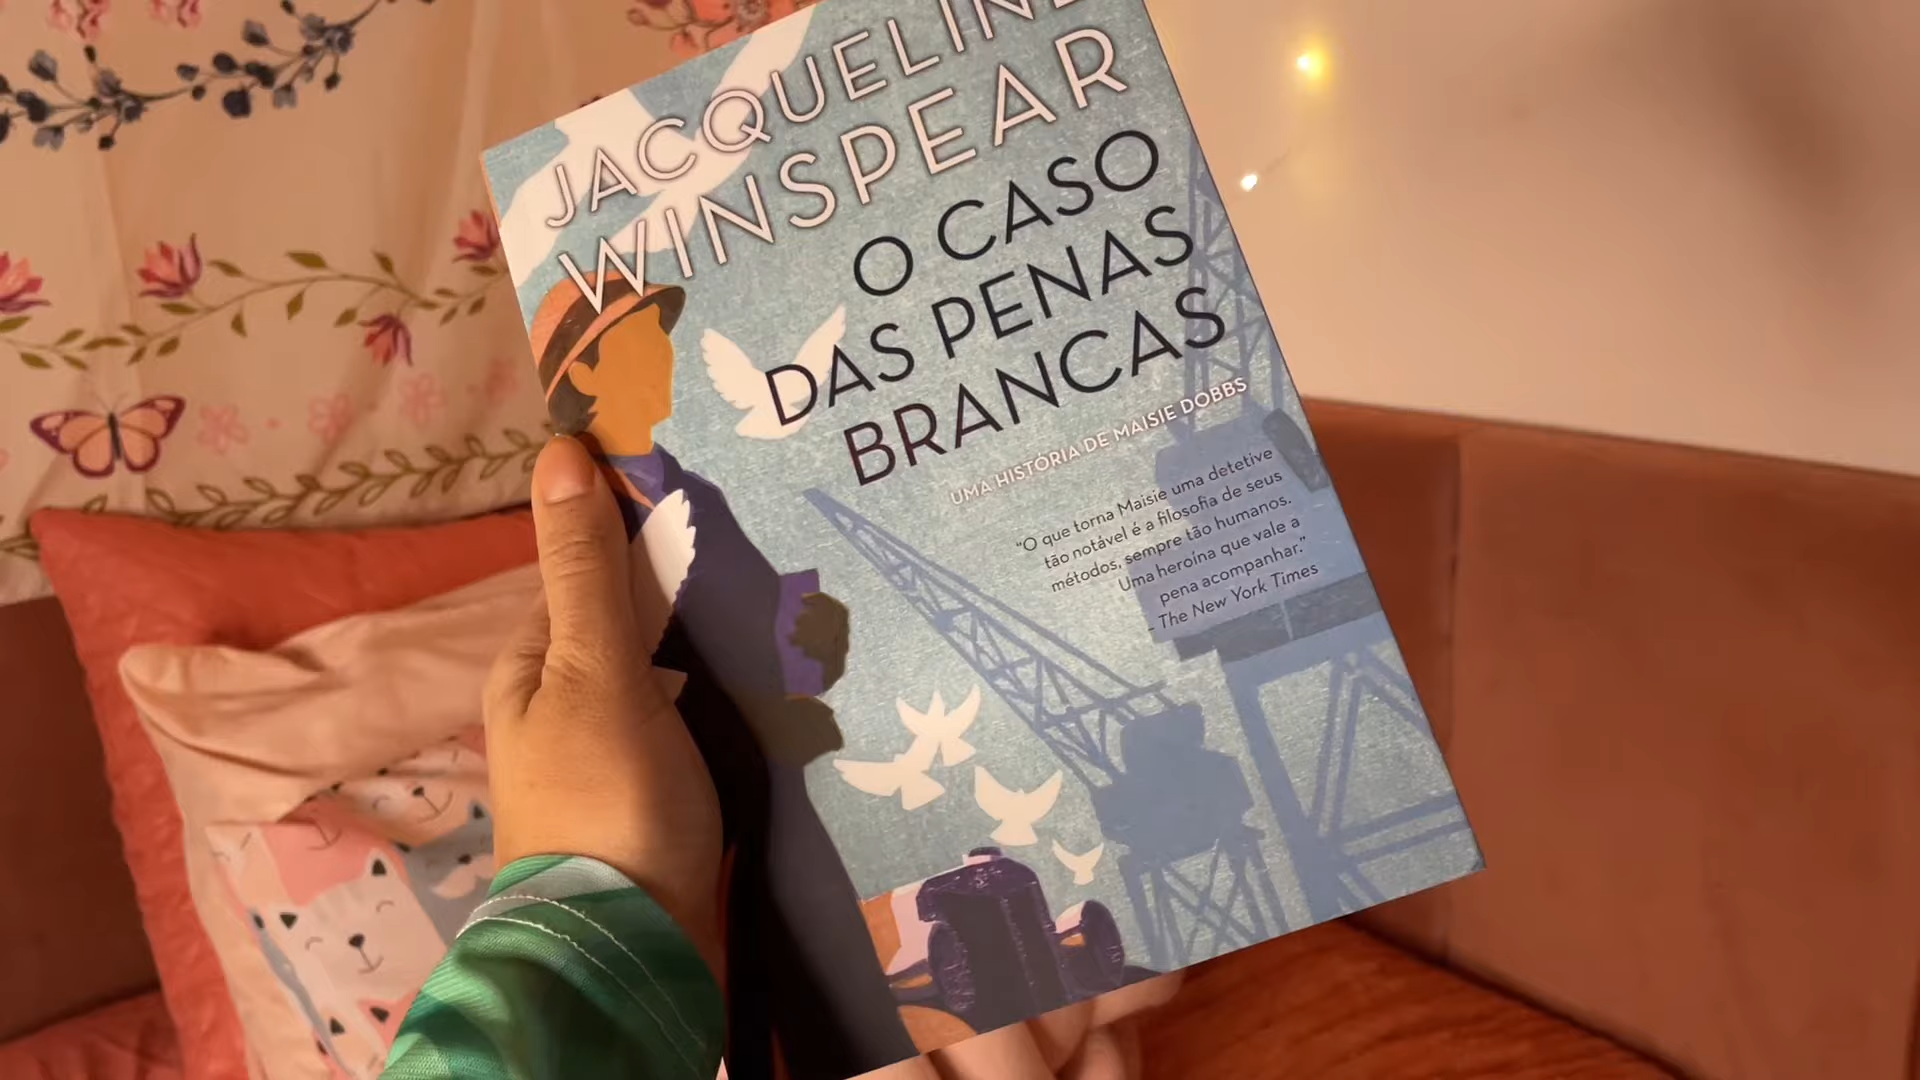 JACQUELINE
WINSPEAR
O CASO
DAS PENAS
BRANCAS
UMA HISTÓRIA DE MAISIE DOBBS
“O que torna Maisie uma detetive
tão notável é a filosofia de seus
métodos, sempre tão humanos.
Uma heroína que vale a
pena acompanhar.”
- The New York Times